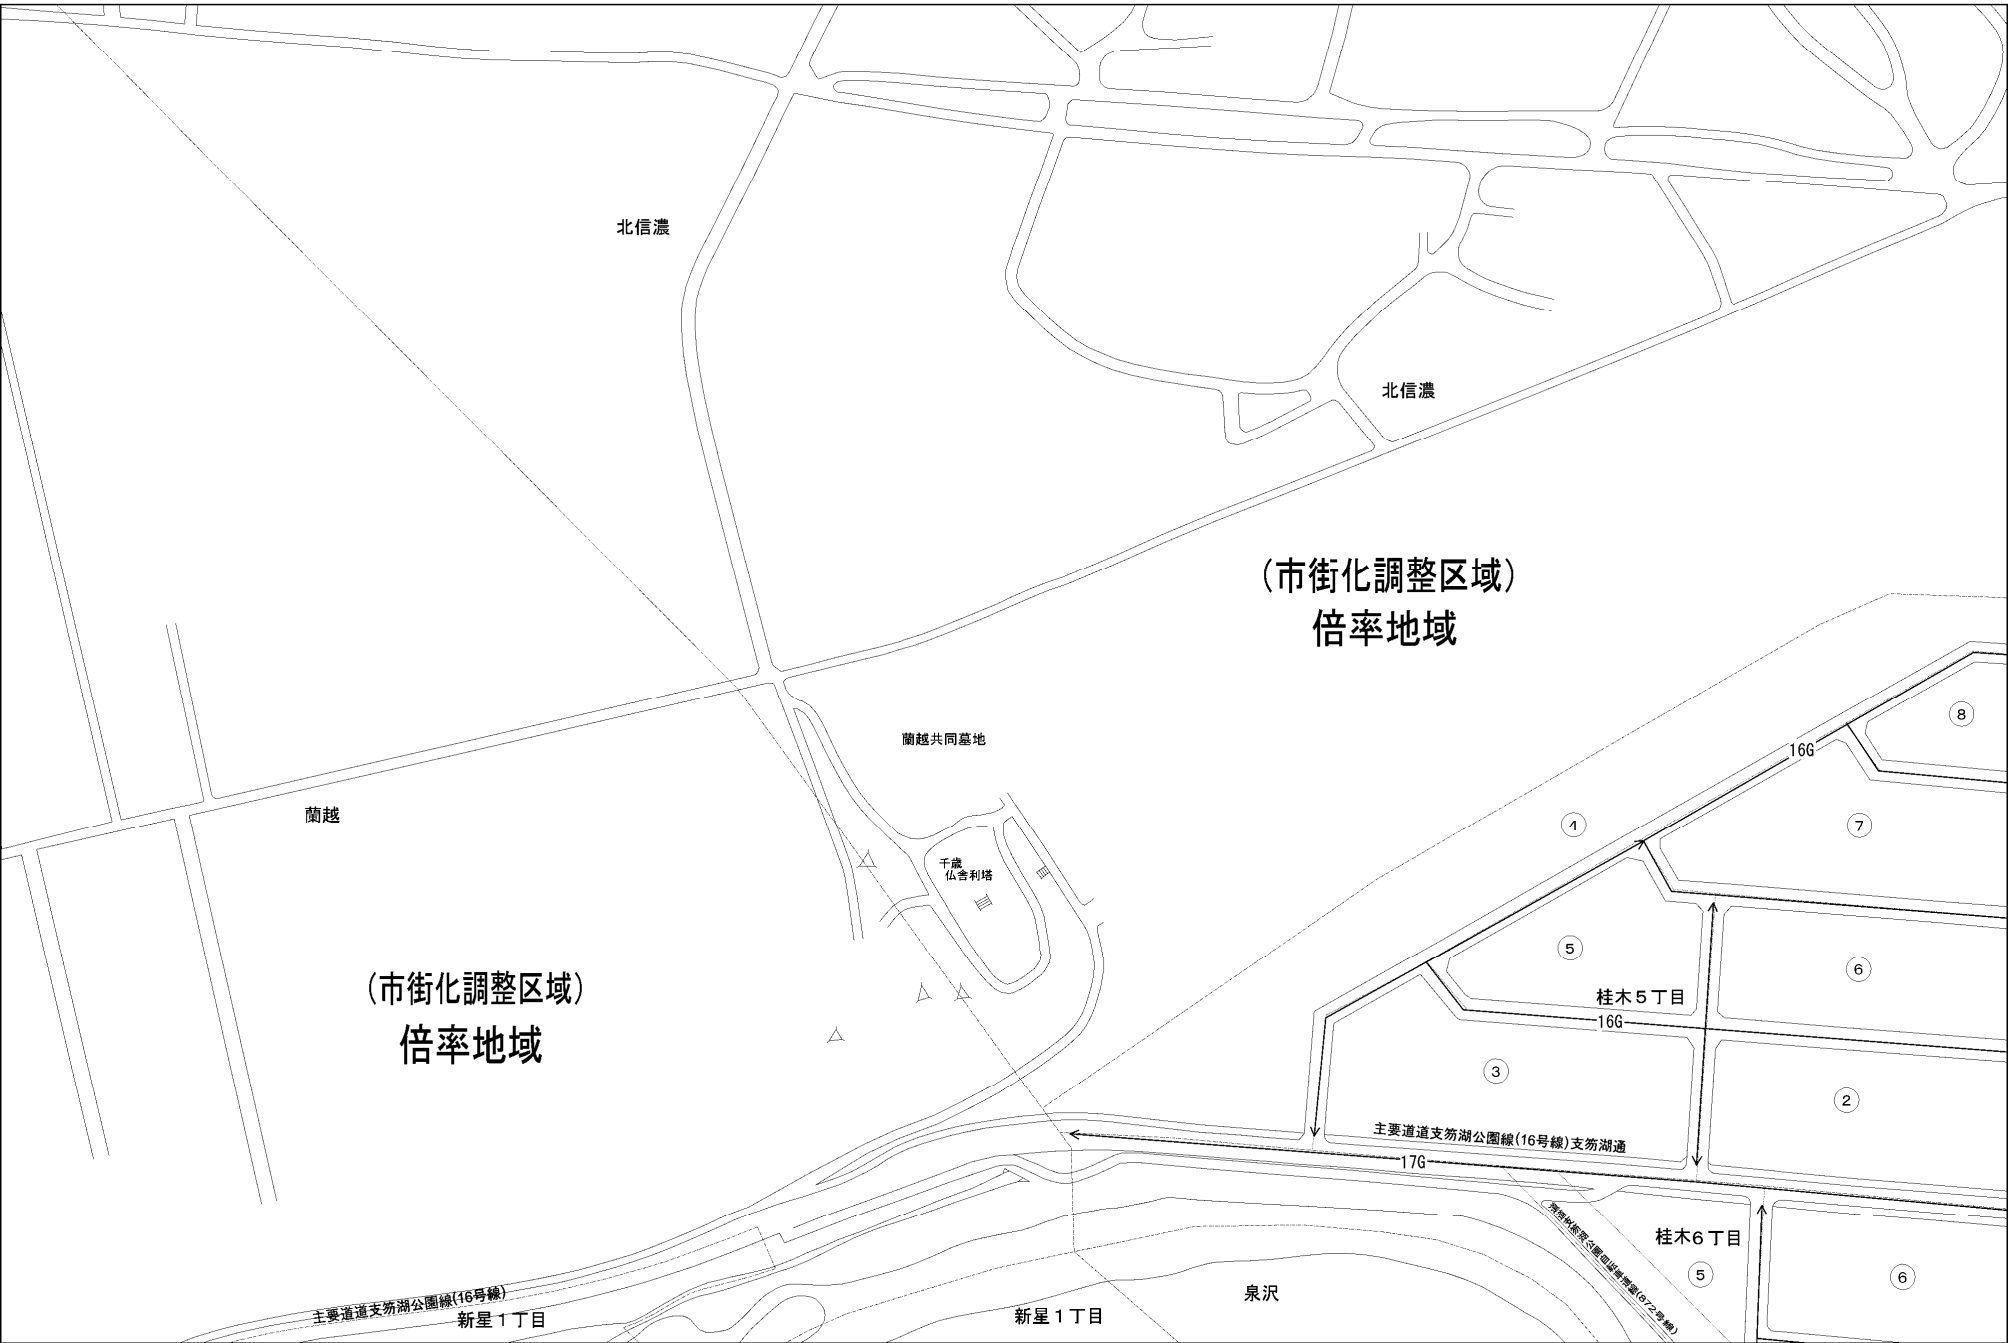 北信濃
北信濃
(市街化調整区域)
倍率地域
8
16G
蘭越共同墓地
蘭越
4
7
千歳
仏舎利塔
5
6
(市街化調整区域)
倍率地域
桂木5丁目
16G
3
2
主要道道支笏湖公園線(16号線)支笏湖通
17G
桂木6丁目
5
6
泉沢
主要道道支笏湖公園線(16号線)
新星1丁目
新星1丁目